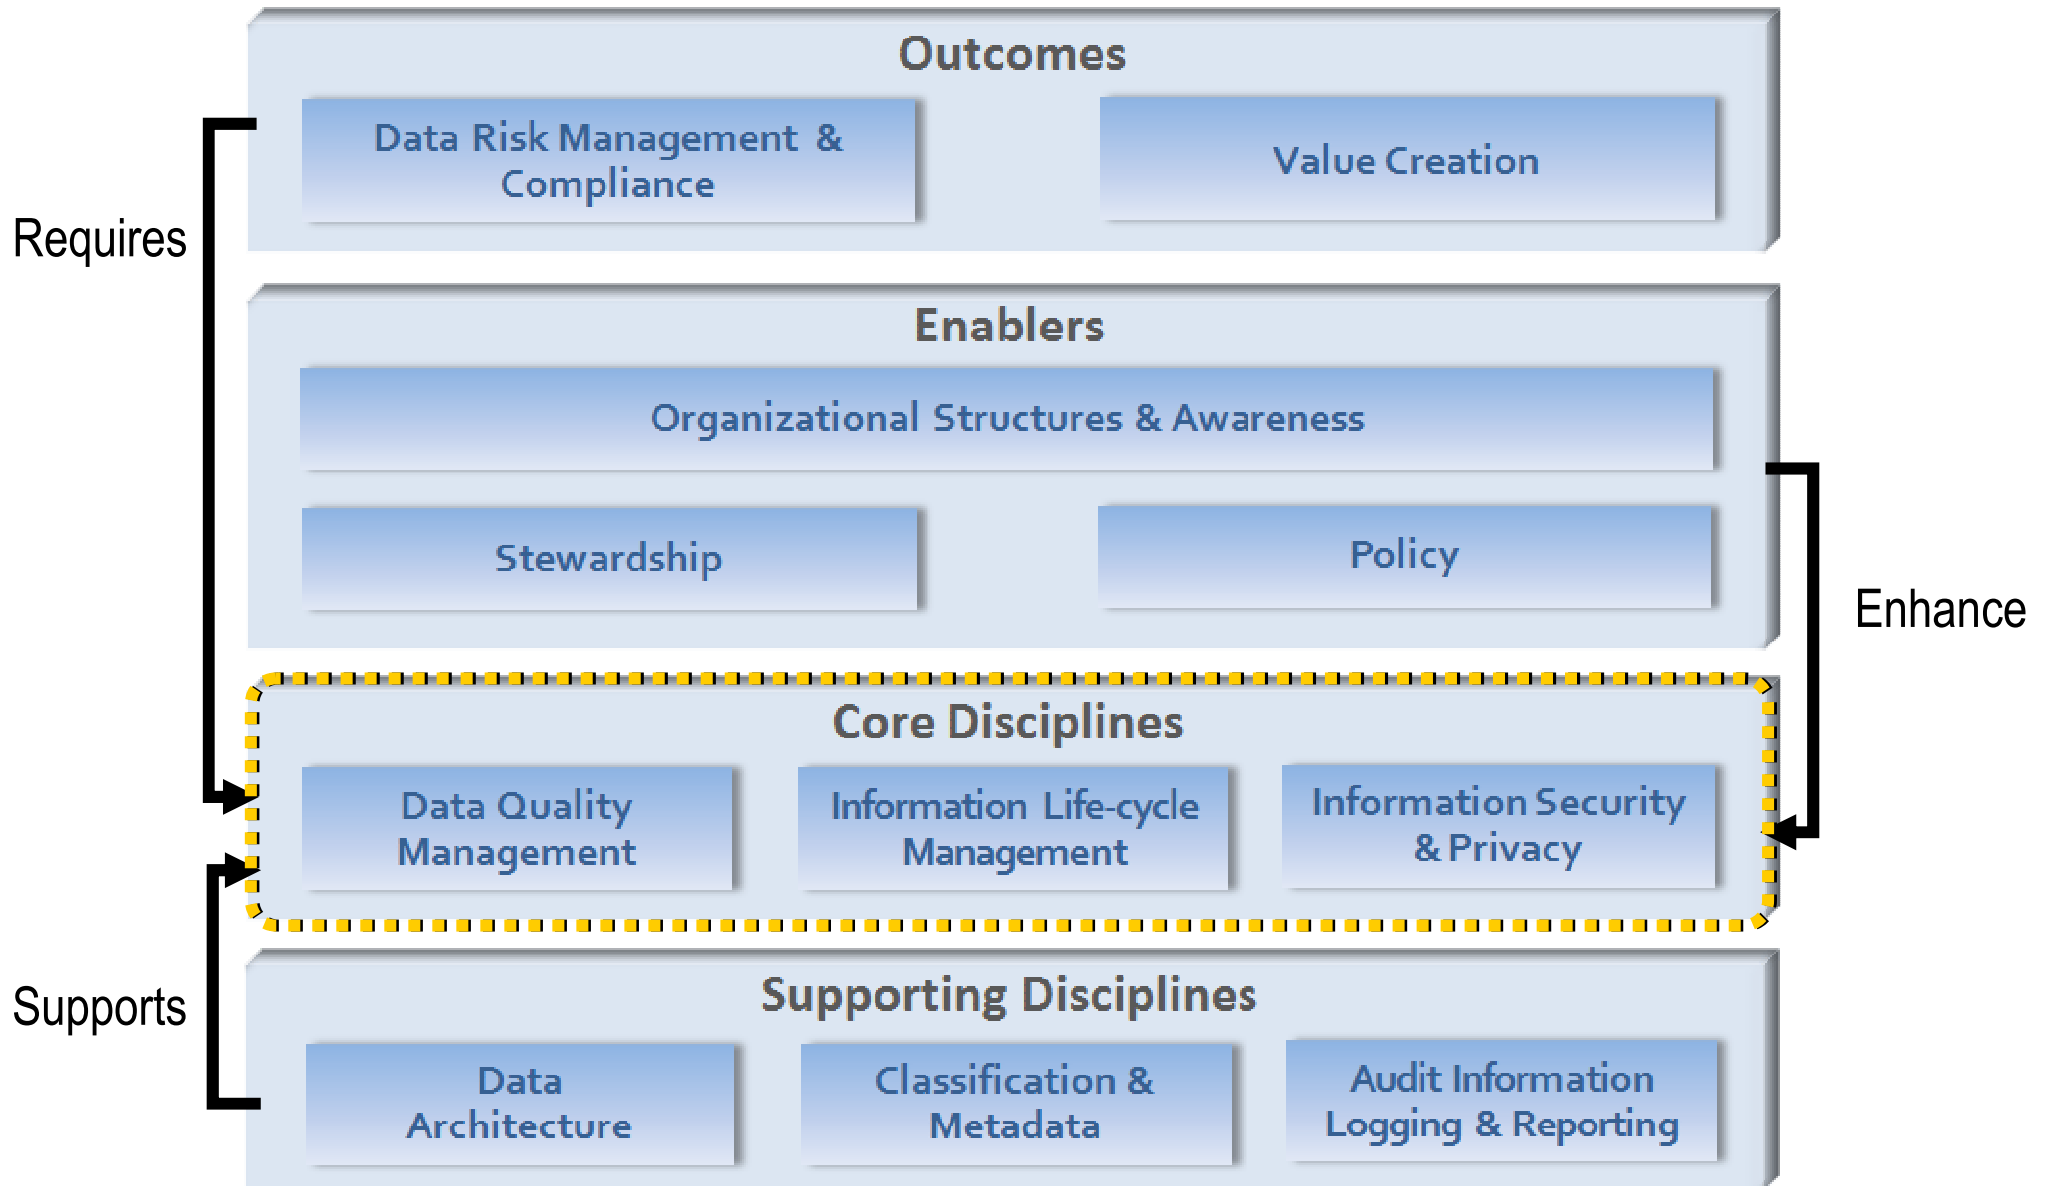 Outcomes
Data Risk Management &
Compliance
Value Creation
Requires
Enablers
Organizational Structures & Awareness
Stewardship
Policy
Enhance
Core Disciplines
Data Quality
Management
Information Life-cycle
Management
Information Security
& Privacy
Supports
Supporting Disciplines
Data
Architecture
Classification &
Metadata
Audit Information
Logging & Reporting